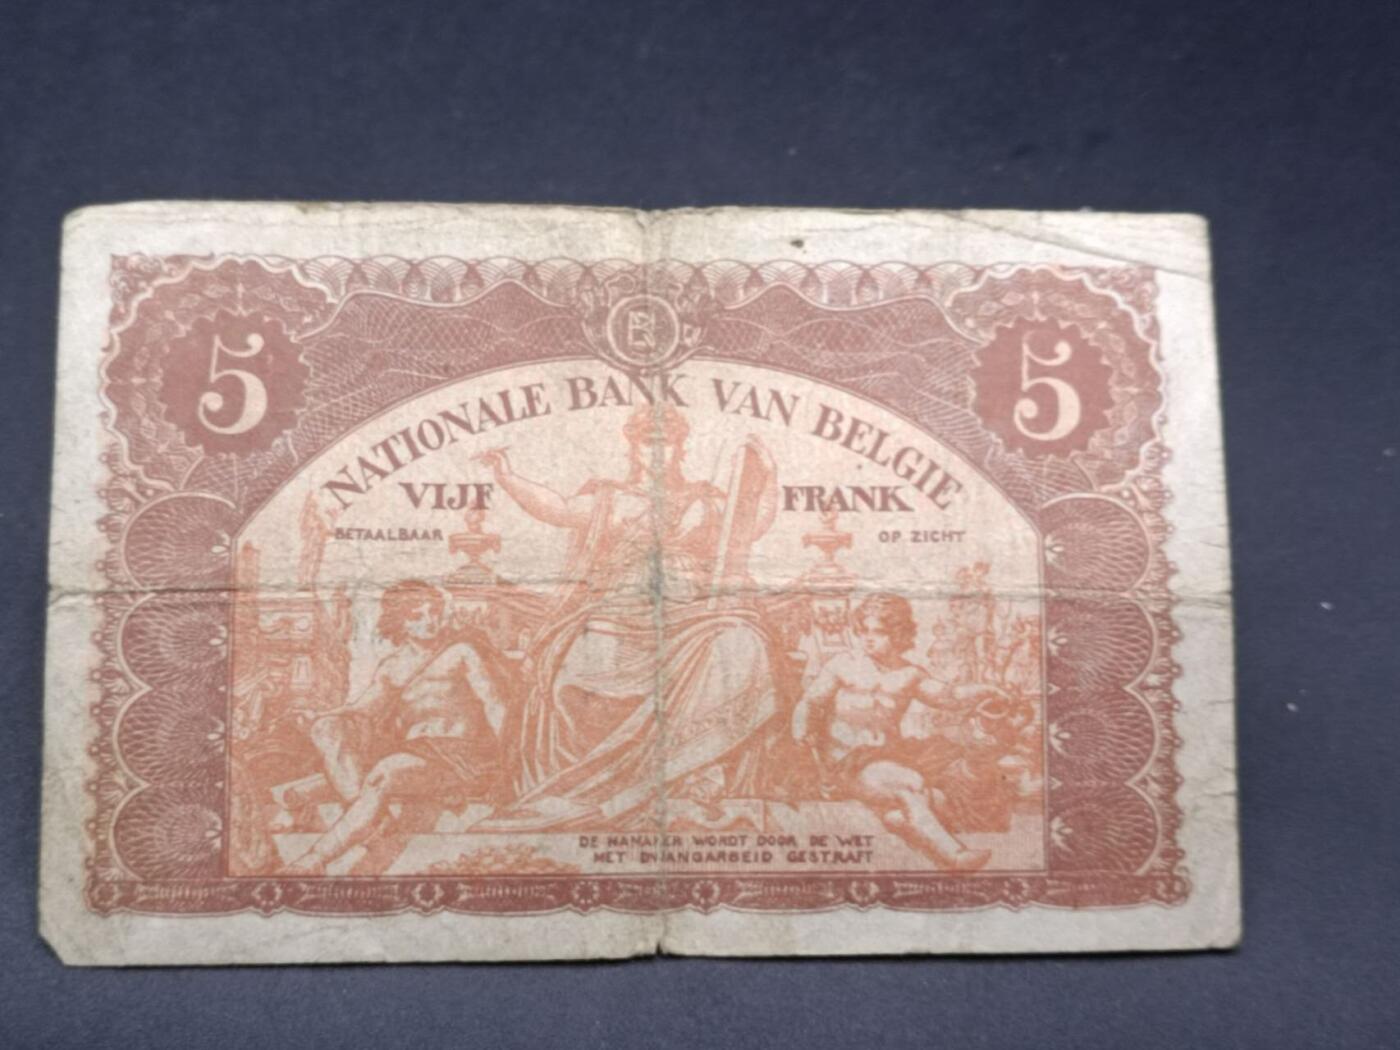 5 5
NATIONALE BANK VAN BELGIE
VIJF FRANK
BETAALBAAR OP ZICHT
DE NAMAKER WORDT DOOR DE WET
MET DWANGARBEID GESTRAFT